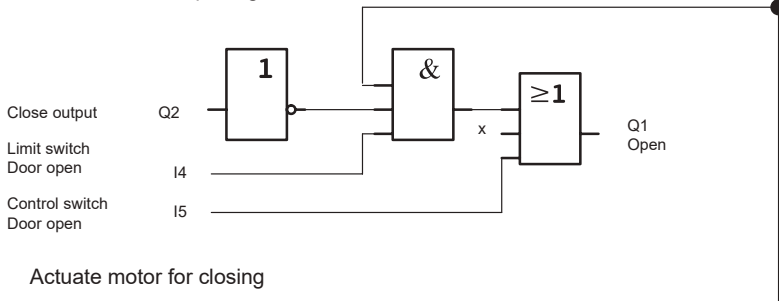 1
&
≥1
Close output Q2
x
Q1
Open
Limit switch
Door open I4
Control switch
Door open I5
Actuate motor for closing